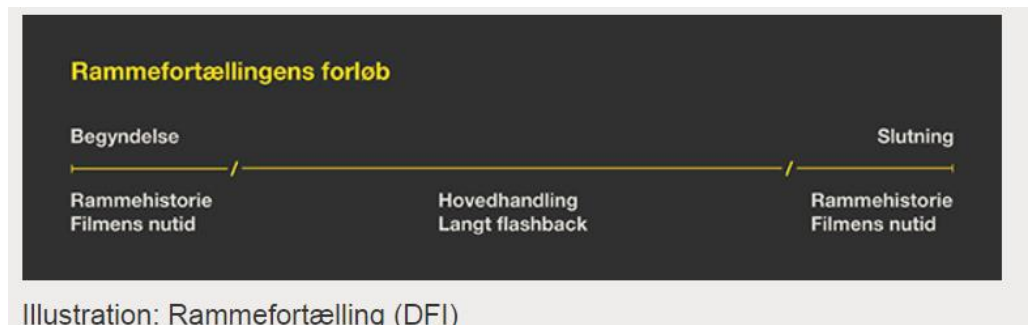 Rammefortællingens forløb
Begyndelse
Slutning
Rammehistorie
Filmens nutid
Hovedhandling
Langt flashback
Rammehistorie
Filmens nutid
Illustration: Rammefortælling (DFI)